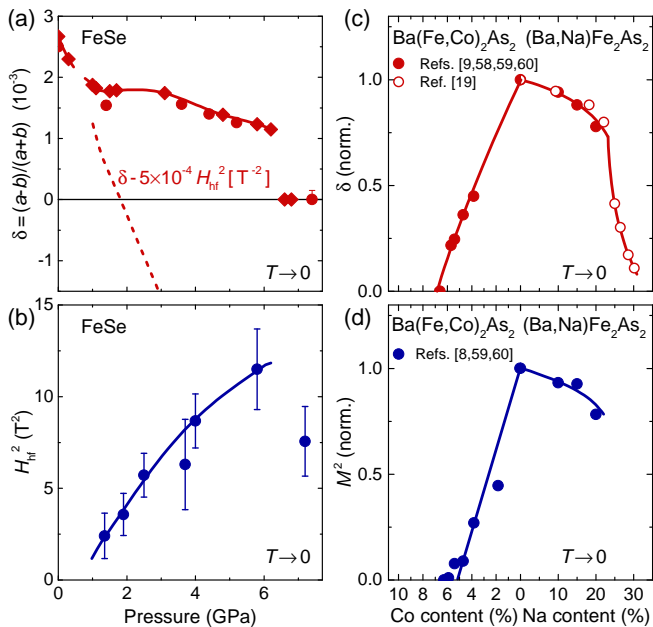 (a)
FeSe
δ = (a-b)/(a+b) (10⁻³)
3
2
1
0
-1
δ - 5×10⁻⁴ H_hf² [T⁻²]
T→0
(b)
FeSe
H_hf² (T²)
15
10
5
0
T→0
0 2 4 6
Pressure (GPa)
(c)
Ba(Fe,Co)₂As₂ (Ba,Na)Fe₂As₂
Refs. [9,58,59,60]
Ref. [19]
δ (norm.)
1.0
0.5
0.0
T→0
(d)
Ba(Fe,Co)₂As₂ (Ba,Na)Fe₂As₂
Refs. [8,59,60]
M² (norm.)
1.0
0.5
0.0
T→0
10 8 6 4 2 0 10 20 30
Co content (%) Na content (%)